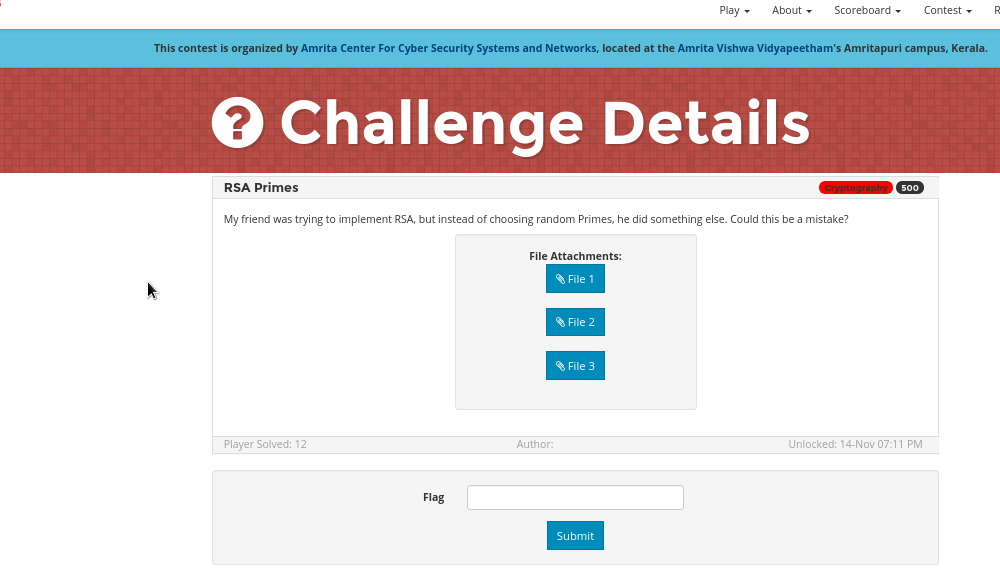 Play About Scoreboard Contest R
This contest is organized by Amrita Center For Cyber Security Systems and Networks, located at the Amrita Vishwa Vidyapeetham's Amritapuri campus, Kerala.
? Challenge Details
RSA Primes Cryptography 500
My friend was trying to implement RSA, but instead of choosing random Primes, he did something else. Could this be a mistake?
File Attachments:
File 1
File 2
File 3
Player Solved: 12 Author: Unlocked: 14-Nov 07:11 PM
Flag
Submit